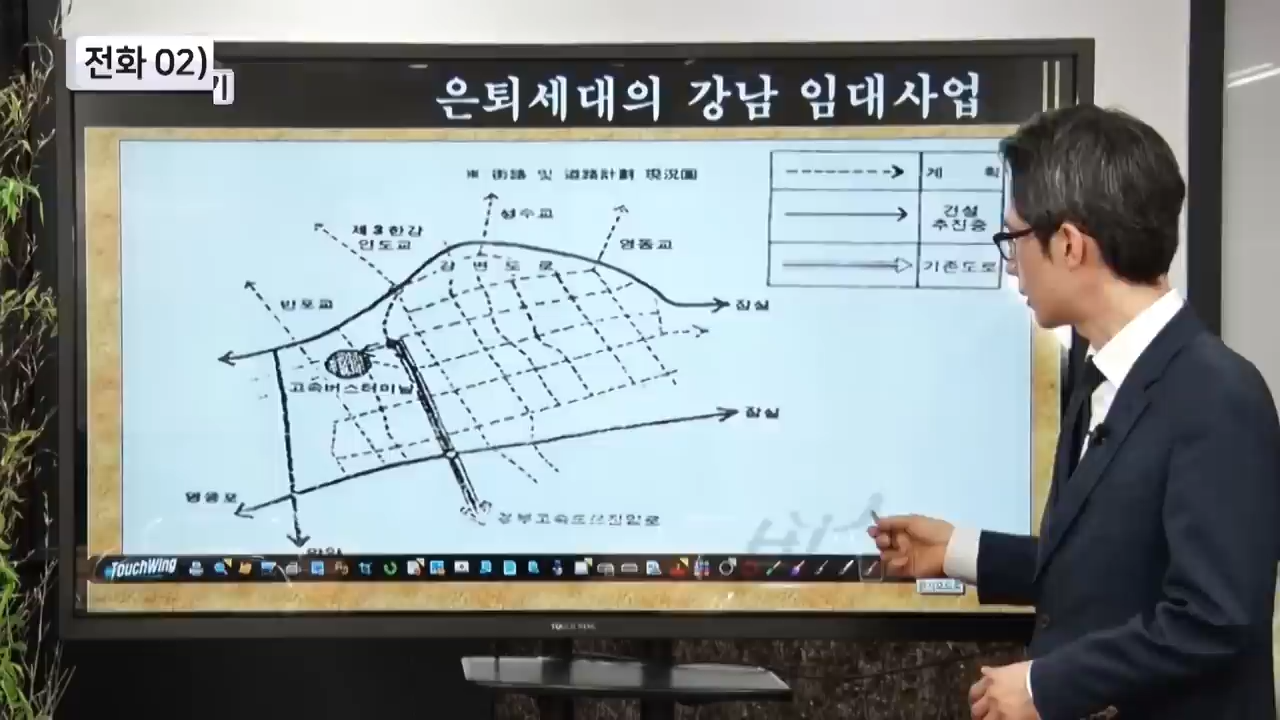 전화 02)
기
은퇴세대의 강남 임대사업
※ 街路 및 道路計劃 現況圖
계 획
건설
추진중
기존도로
성수교
제3한강
인도교
영동교
강변도로
반포교
잠실
고속버스터미날
잠실
영등포
경부고속도로진입로
TouchWing